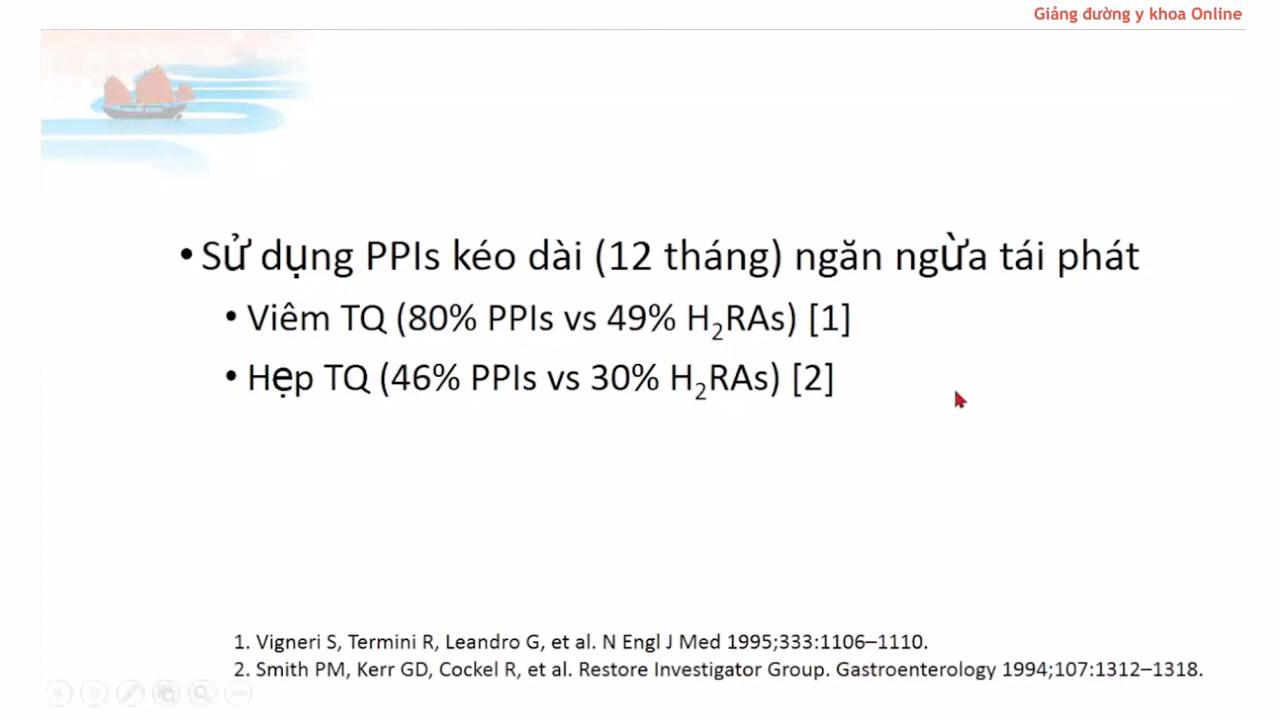 Giảng đường y khoa Online
• Sử dụng PPIs kéo dài (12 tháng) ngăn ngừa tái phát
• Viêm TQ (80% PPIs vs 49% H₂RAs) [1]
• Hẹp TQ (46% PPIs vs 30% H₂RAs) [2]
1. Vigneri S, Termini R, Leandro G, et al. N Engl J Med 1995;333:1106–1110.
2. Smith PM, Kerr GD, Cockel R, et al. Restore Investigator Group. Gastroenterology 1994;107:1312–1318.